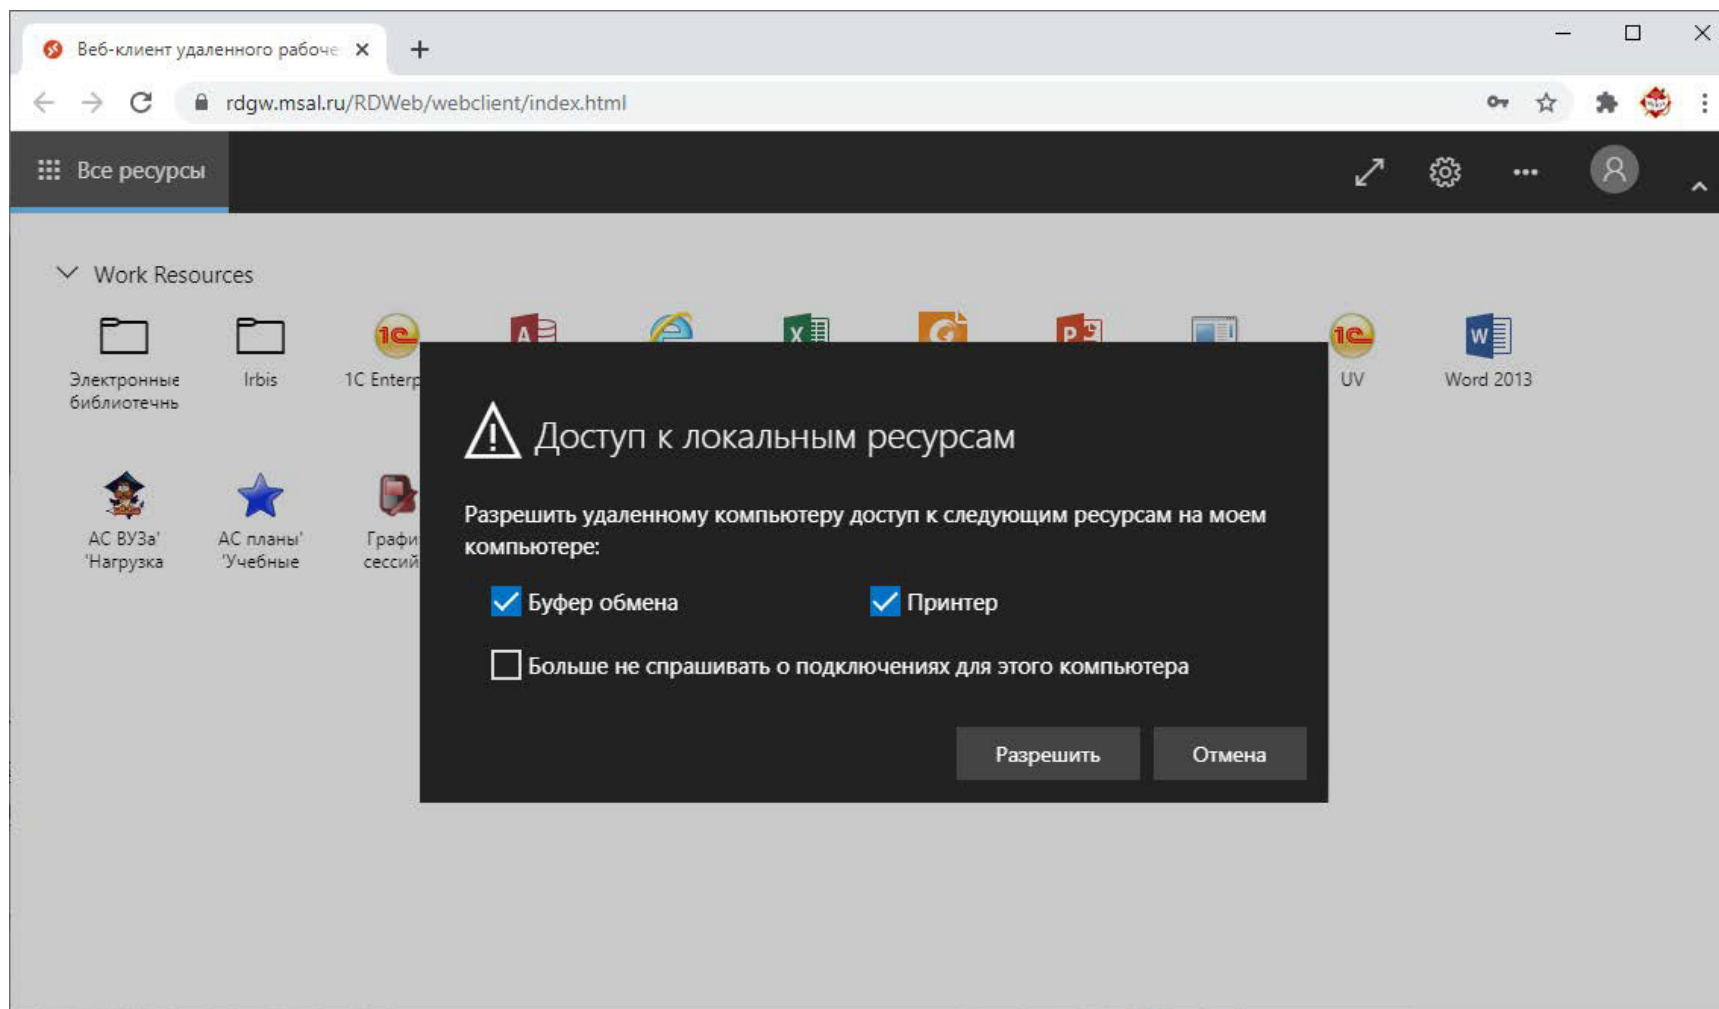 Веб-клиент удаленного рабоче
rdgw.msal.ru/RDWeb/webclient/index.html
Все ресурсы
Work Resources
Электронные
библиотечнь
Irbis
1C Enterp
UV
Word 2013
АС ВУЗа'
'Нагрузка
АС планы'
'Учебные
Графи
сессий
Доступ к локальным ресурсам
Разрешить удаленному компьютеру доступ к следующим ресурсам на моем
компьютере:
Буфер обмена
Принтер
Больше не спрашивать о подключениях для этого компьютера
Разрешить
Отмена